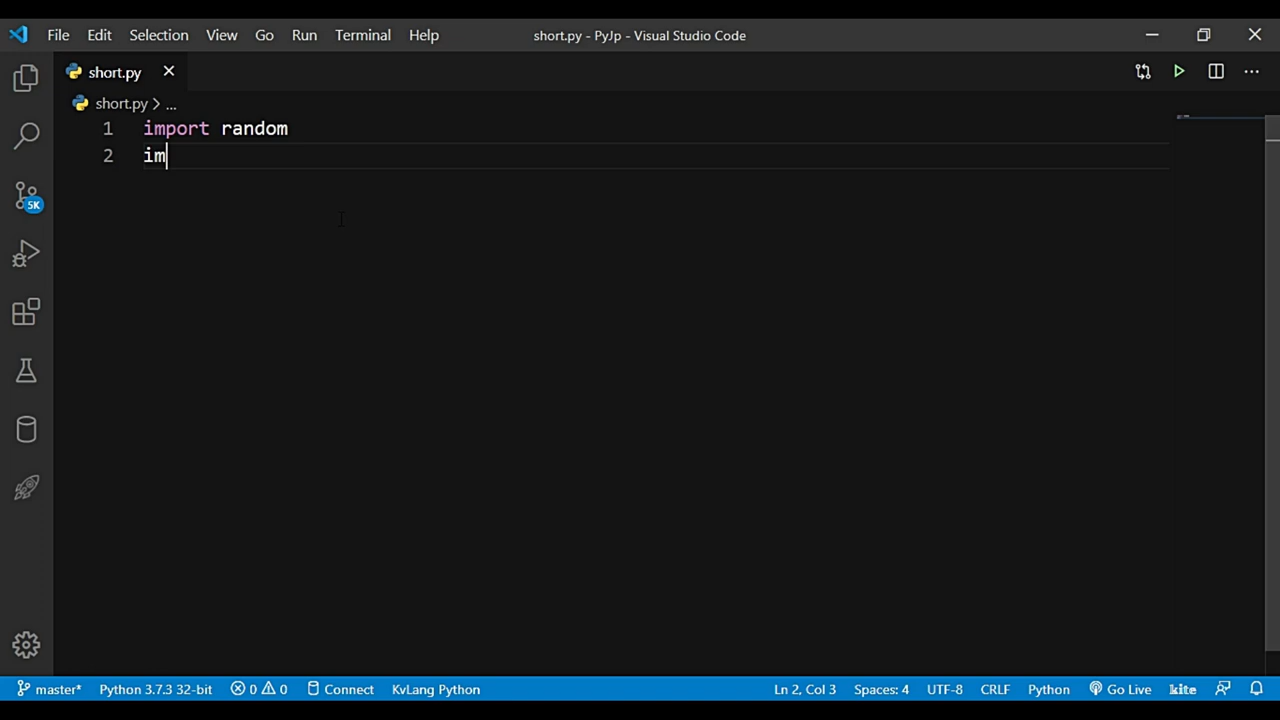 File Edit Selection View Go Run Terminal Help short.py - PyJp - Visual Studio Code
short.py
short.py > ...
1 import random
2 im
5K
master* Python 3.7.3 32-bit 0 0 Connect KvLang Python Ln 2, Col 3 Spaces: 4 UTF-8 CRLF Python Go Live kite